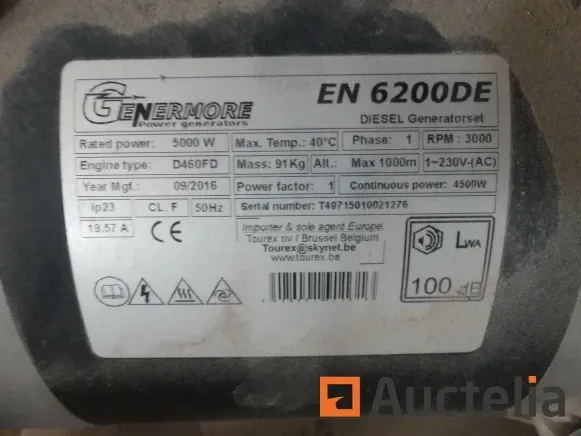 GENERMORE
Power generators
EN 6200DE
DIESEL Generatorset
Rated power: 5000 W
Max. Temp.: 40°C
Phase: 1
RPM : 3000
Engine type: D460FD
Mass: 91Kg
Alt.: Max 1000m
1~230V-(AC)
Year Mgf.: 09/2016
Power factor: 1
Continuous power: 4500W
Ip23
CL. F
50Hz
Serial number: T49715010021276
19.57 A
CE
Importer & sole agent Europe:
Tourex nv / Brussel Belgium
Tourex@skynet.be
www.tourex.be
LWA
100 dB
Auctelia